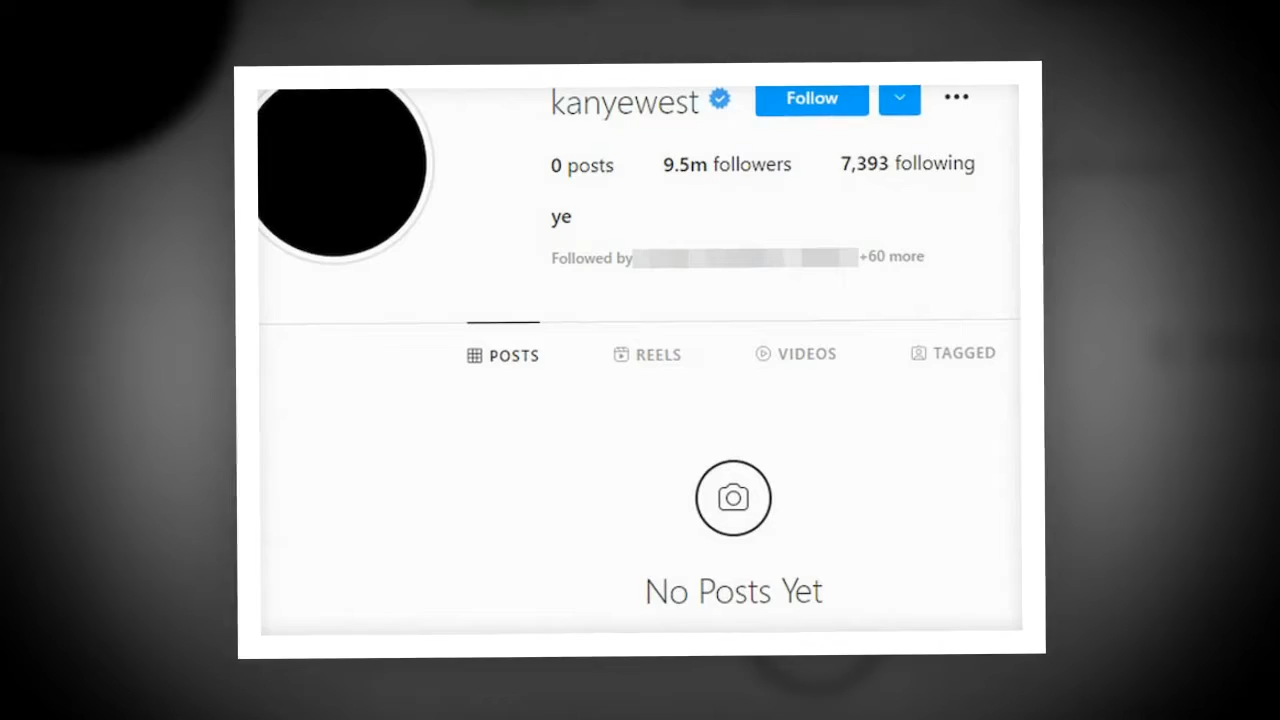 kanyewest Follow
0 posts 9.5m followers 7,393 following
ye
Followed by +60 more
POSTS REELS VIDEOS TAGGED
No Posts Yet